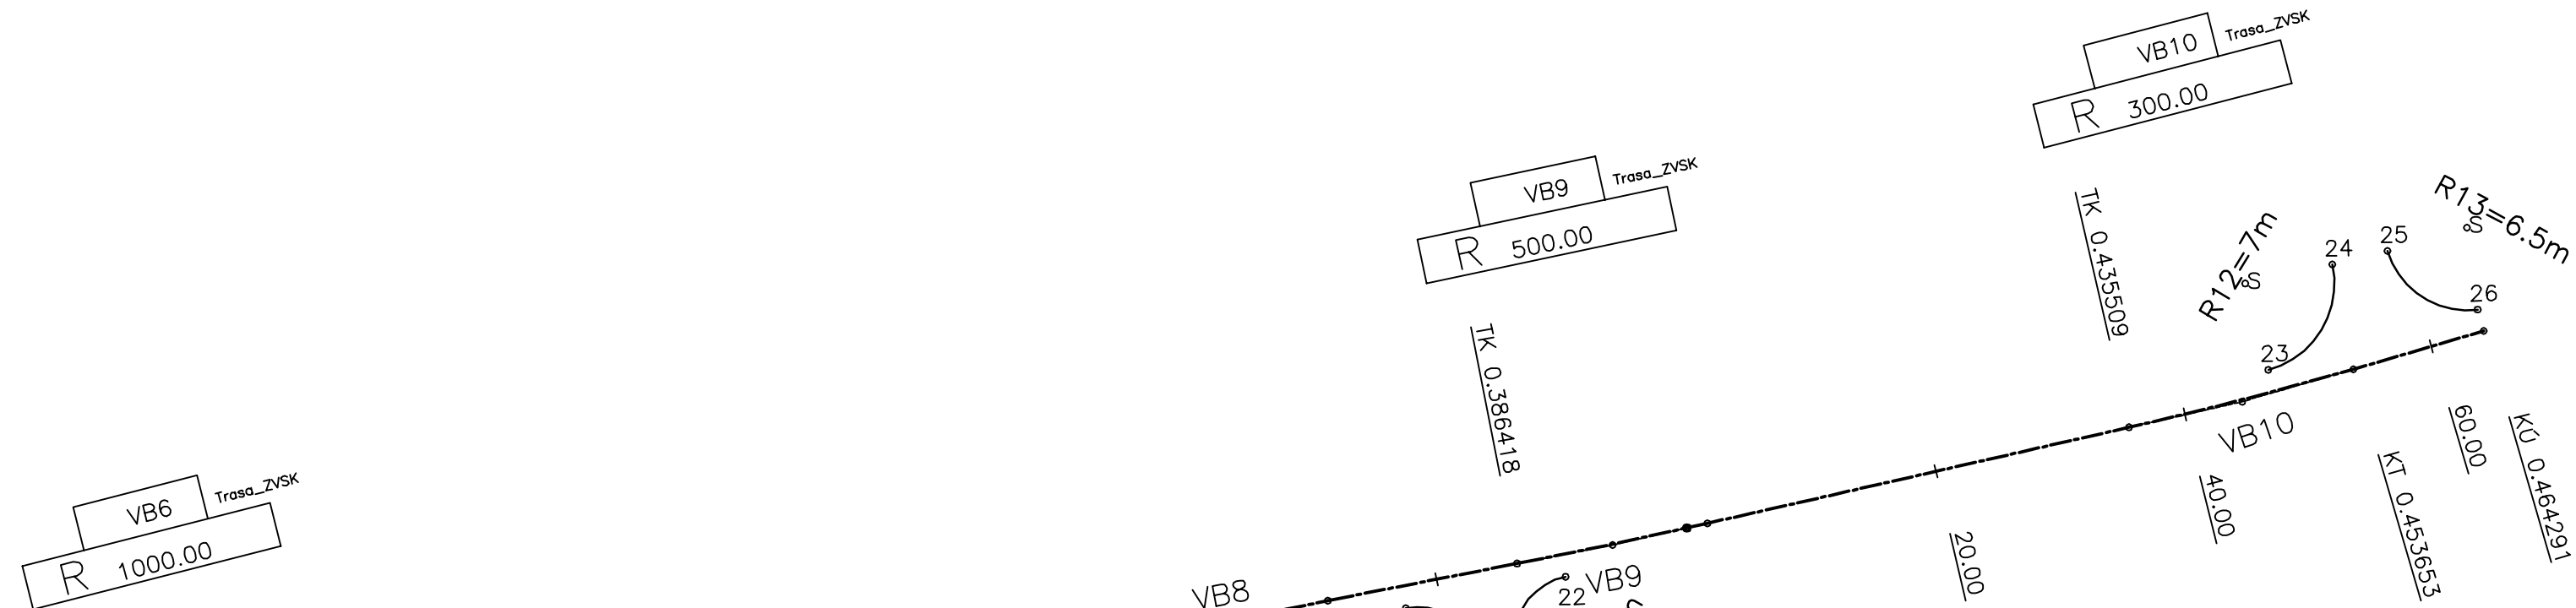 VB10
Trasa_ZVSK
R 300.00
VB9
Trasa_ZVSK
R 500.00
TK 0.435509
R12=7m
S
R13=6.5m
S
24
25
26
23
TK 0.386418
VB10
60.00
KÚ 0.464291
KT 0.453653
40.00
20.00
VB6
Trasa_ZVSK
R 1000.00
VB8
VB9
22